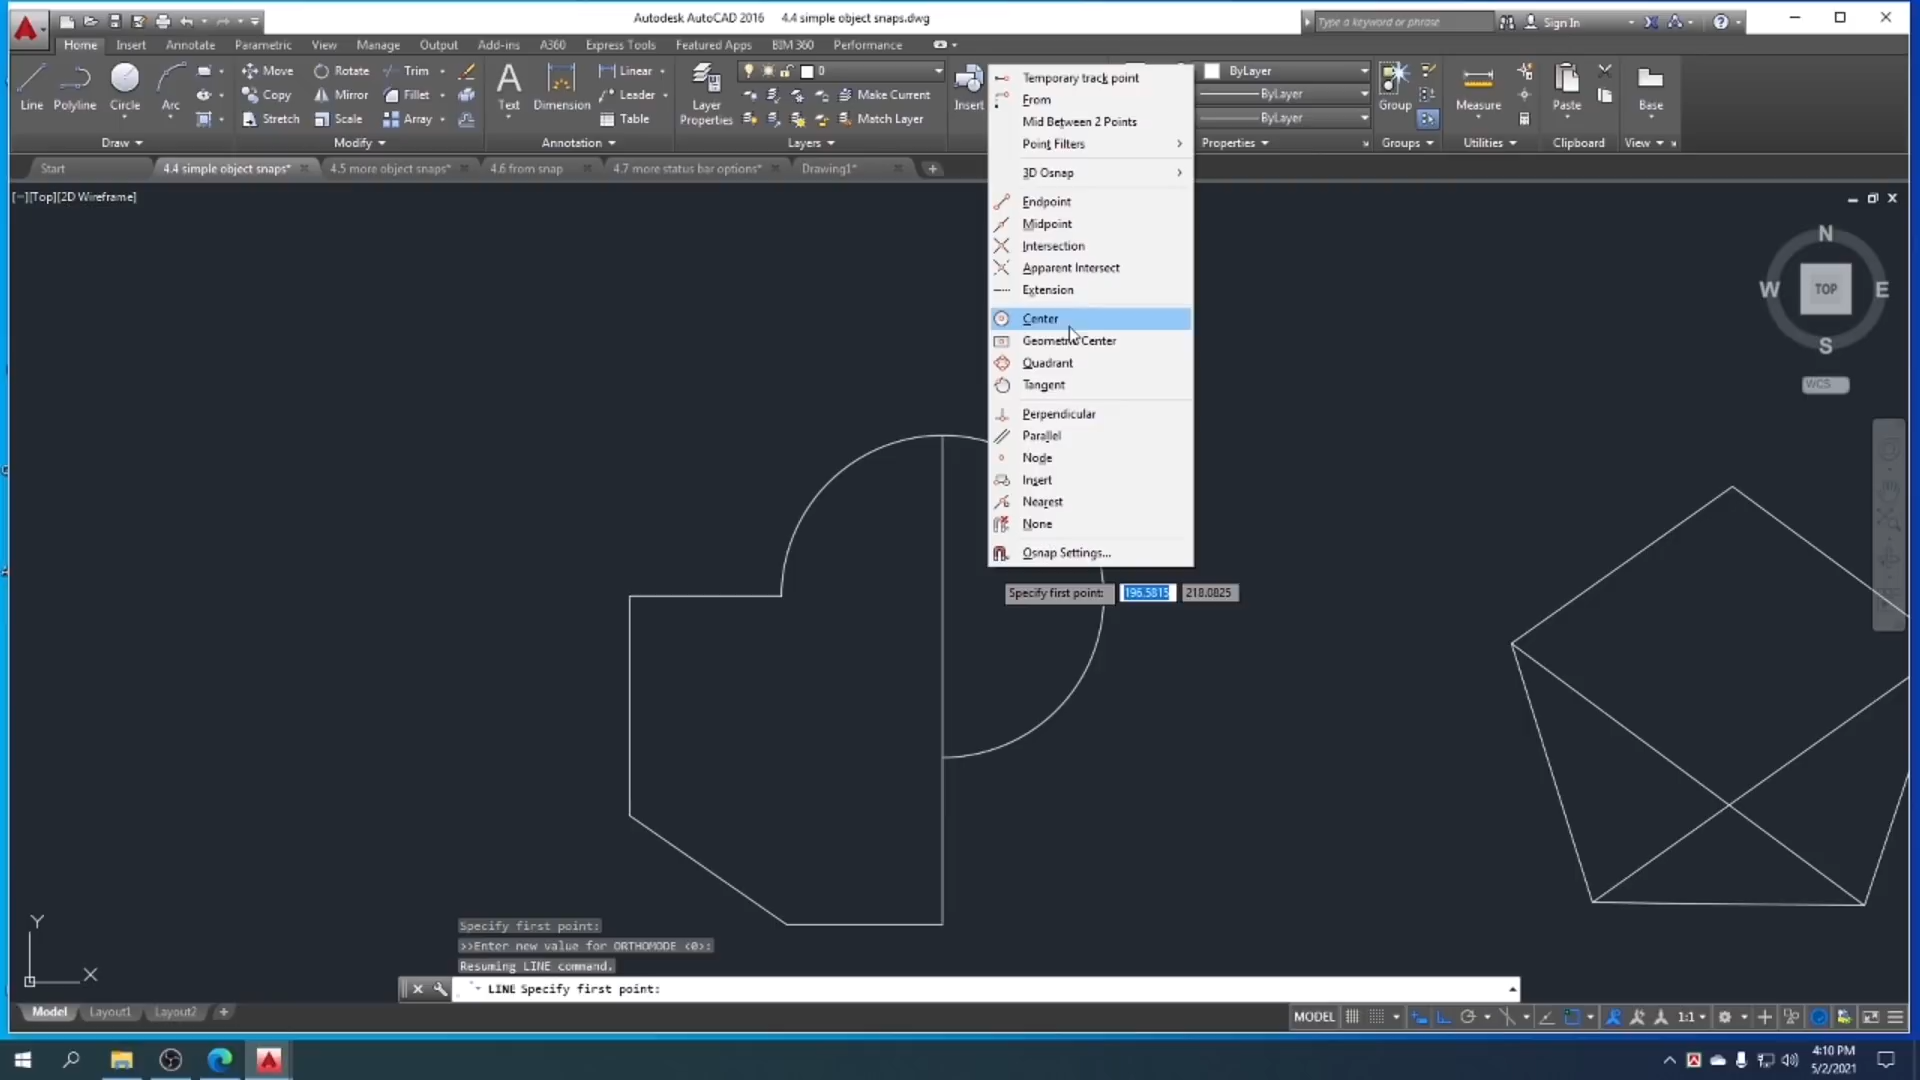 Autodesk AutoCAD 2016 4.4 simple object snaps.dwg
Type a keyword or phrase
Sign In
Home Insert Annotate Parametric View Manage Output Add-ins A360 Express Tools Featured Apps BIM 360 Performance
Line Polyline Circle Arc
Move Rotate Trim
Copy Mirror Fillet
Stretch Scale Array
Text Dimension
Linear
Leader
Table
Layer Properties
0
Make Current
Match Layer
Insert
ByLayer
ByLayer
ByLayer
Group Measure Paste Base
Draw Modify Annotation Layers Properties Groups Utilities Clipboard View
Start 4.4 simple object snaps* 4.5 more object snaps* 4.6 from snap 4.7 more status bar options* Drawing1*
[−][Top][2D Wireframe]
Temporary track point
From
Mid Between 2 Points
Point Filters
3D Osnap
Endpoint
Midpoint
Intersection
Apparent Intersect
Extension
Center
Geometric Center
Quadrant
Tangent
Perpendicular
Parallel
Node
Insert
Nearest
None
Osnap Settings...
N
W TOP E
S
WCS
Specify first point: 196.5815 218.0825
Specify first point:
>>Enter new value for ORTHOMODE <0>:
Resuming LINE command.
LINE Specify first point:
Y
X
Model Layout1 Layout2
MODEL 1:1
4:10 PM
5/2/2021